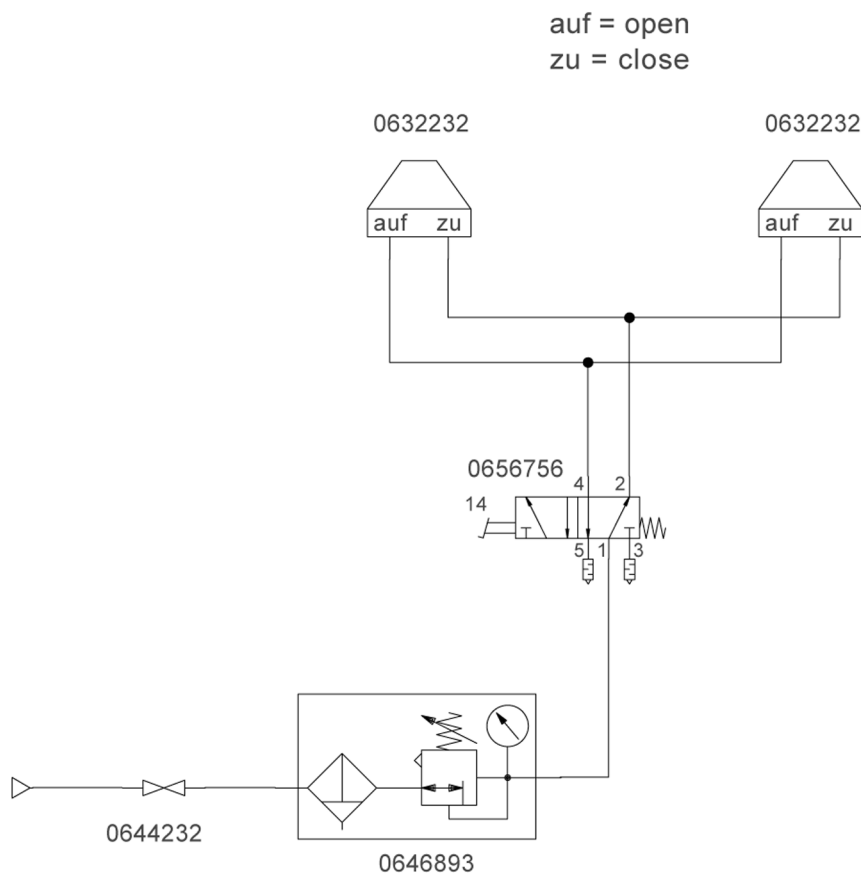 auf = open
zu = close
0632232
0632232
auf zu
auf zu
0656756
4 2
14
5 1 3
0644232
0646893